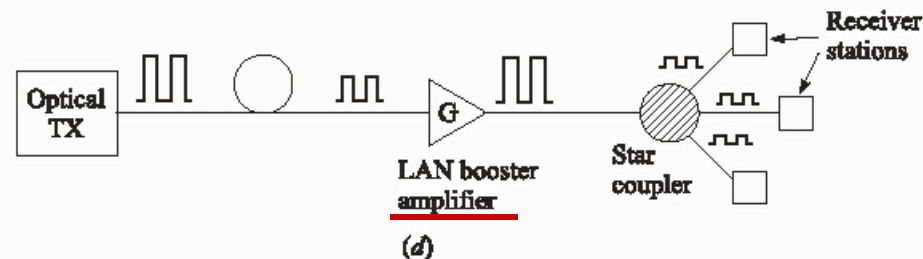 Receiver
stations
Optical
TX
G
LAN booster
amplifier
Star
coupler
(d)